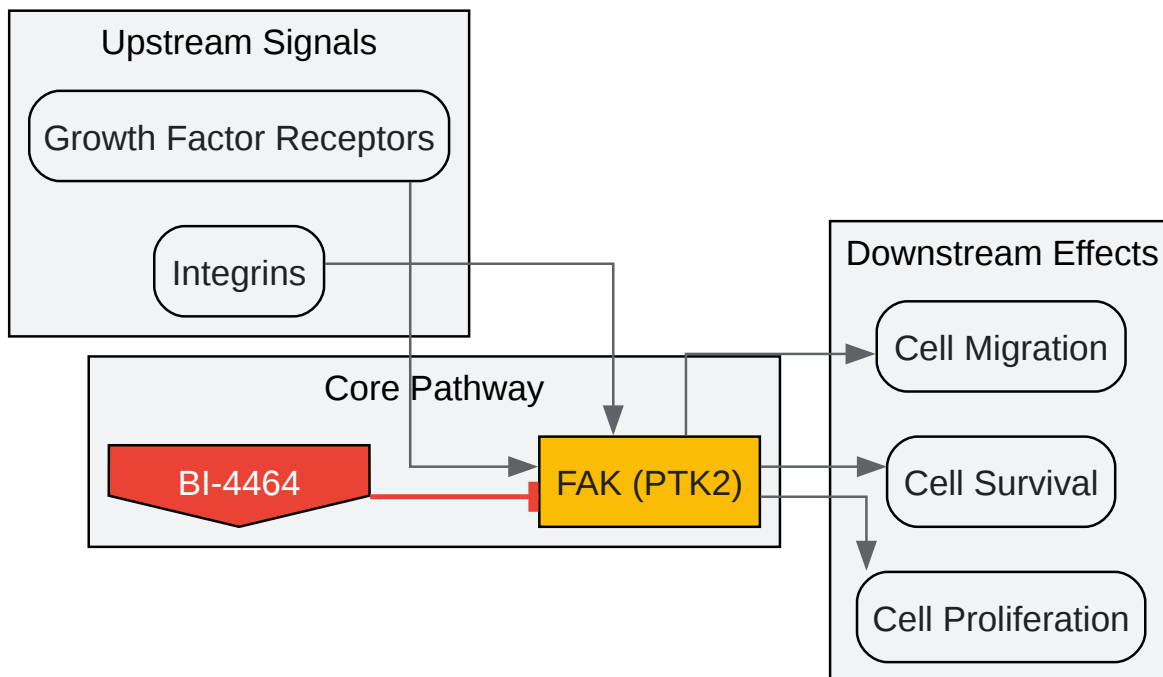 Upstream Signals
Growth Factor Receptors
Integrins
Core Pathway
BI-4464
FAK (PTK2)
Downstream Effects
Cell Migration
Cell Survival
Cell Proliferation